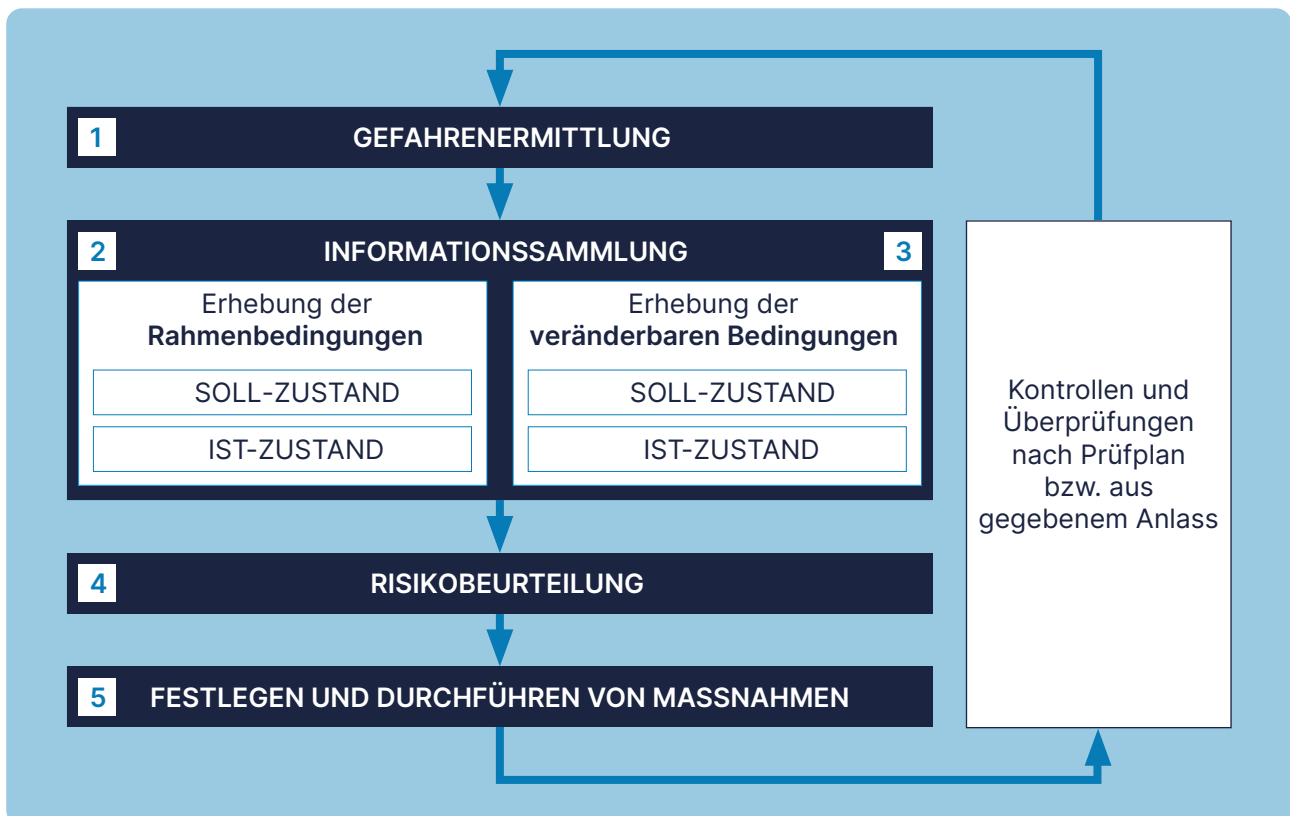 1 GEFAHRENERMITTLUNG
2 INFORMATIONSSAMMLUNG 3
Erhebung der
Rahmenbedingungen
SOLL-ZUSTAND
IST-ZUSTAND
Erhebung der
veränderbaren Bedingungen
SOLL-ZUSTAND
IST-ZUSTAND
4 RISIKOBEURTEILUNG
5 FESTLEGEN UND DURCHFÜHREN VON MASSNAHMEN
Kontrollen und
Überprüfungen
nach Prüfplan
bzw. aus
gegebenem Anlass